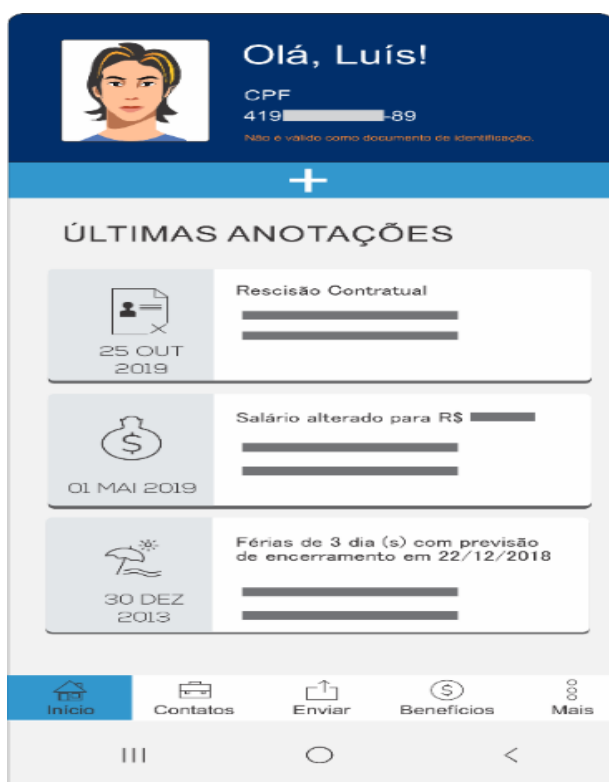 Olá, Luís!
CPF
419 -89
Não é válido como documento de identificação.
+
ÚLTIMAS ANOTAÇÕES
Rescisão Contratual
25 OUT
2019
Salário alterado para R$
01 MAI 2019
Férias de 3 dia (s) com previsão
de encerramento em 22/12/2018
30 DEZ
2013
Início
Contatos
Enviar
Benefícios
Mais